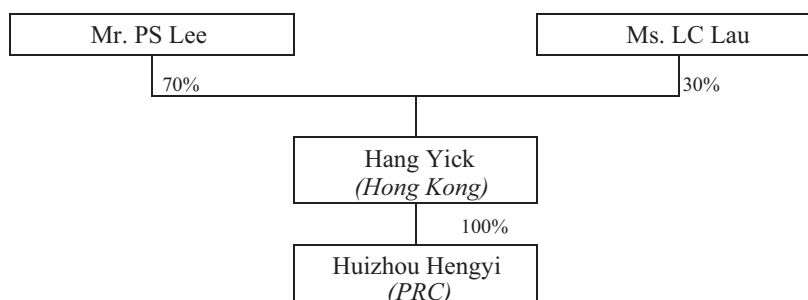 Mr. PS Lee
Ms. LC Lau
70%
30%
Hang Yick
(Hong Kong)
100%
Huizhou Hengyi
(PRC)